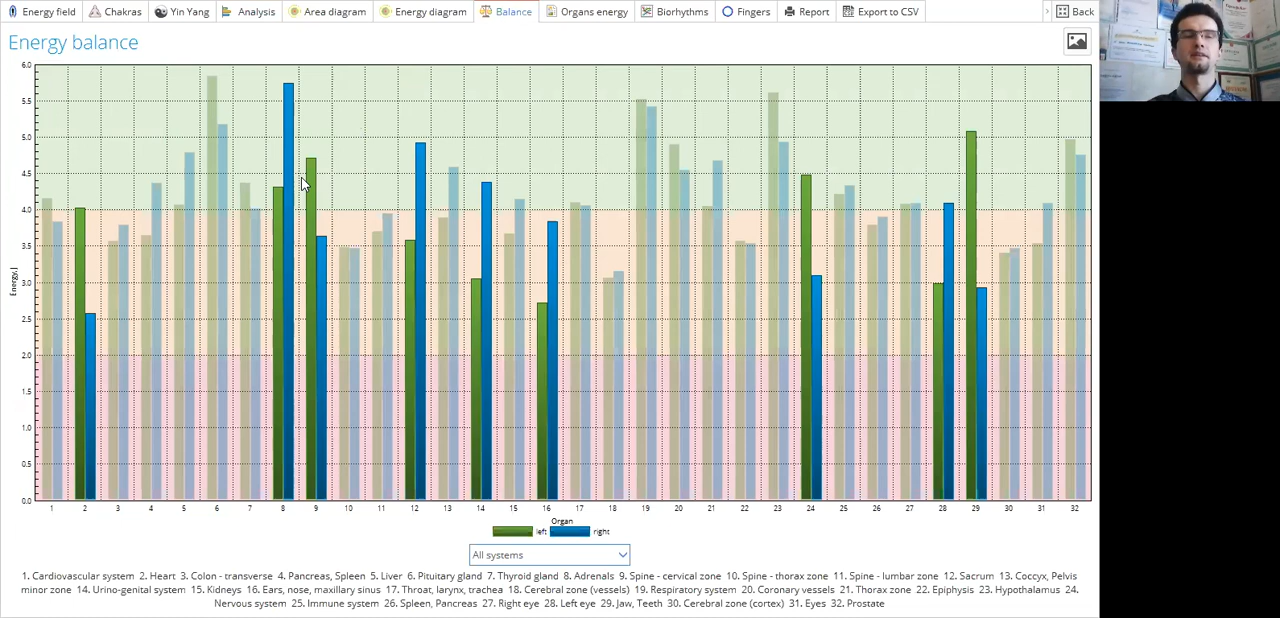 Energy field Chakras Yin Yang Analysis Area diagram Energy diagram Balance Organs energy Biorhythms Fingers Report Export to CSV Back
Energy balance
6.0
5.5
5.0
4.5
4.0
3.5
3.0
2.5
2.0
1.5
1.0
0.5
0.0
Energy,J
1 2 3 4 5 6 7 8 9 10 11 12 13 14 15 16 17 18 19 20 21 22 23 24 25 26 27 28 29 30 31 32
Organ
left right
All systems
1. Cardiovascular system 2. Heart 3. Colon - transverse 4. Pancreas, Spleen 5. Liver 6. Pituitary gland 7. Thyroid gland 8. Adrenals 9. Spine - cervical zone 10. Spine - thorax zone 11. Spine - lumbar zone 12. Sacrum 13. Coccyx, Pelvis
minor zone 14. Urino-genital system 15. Kidneys 16. Ears, nose, maxillary sinus 17. Throat, larynx, trachea 18. Cerebral zone (vessels) 19. Respiratory system 20. Coronary vessels 21. Thorax zone 22. Epiphysis 23. Hypothalamus 24.
Nervous system 25. Immune system 26. Spleen, Pancreas 27. Right eye 28. Left eye 29. Jaw, Teeth 30. Cerebral zone (cortex) 31. Eyes 32. Prostate